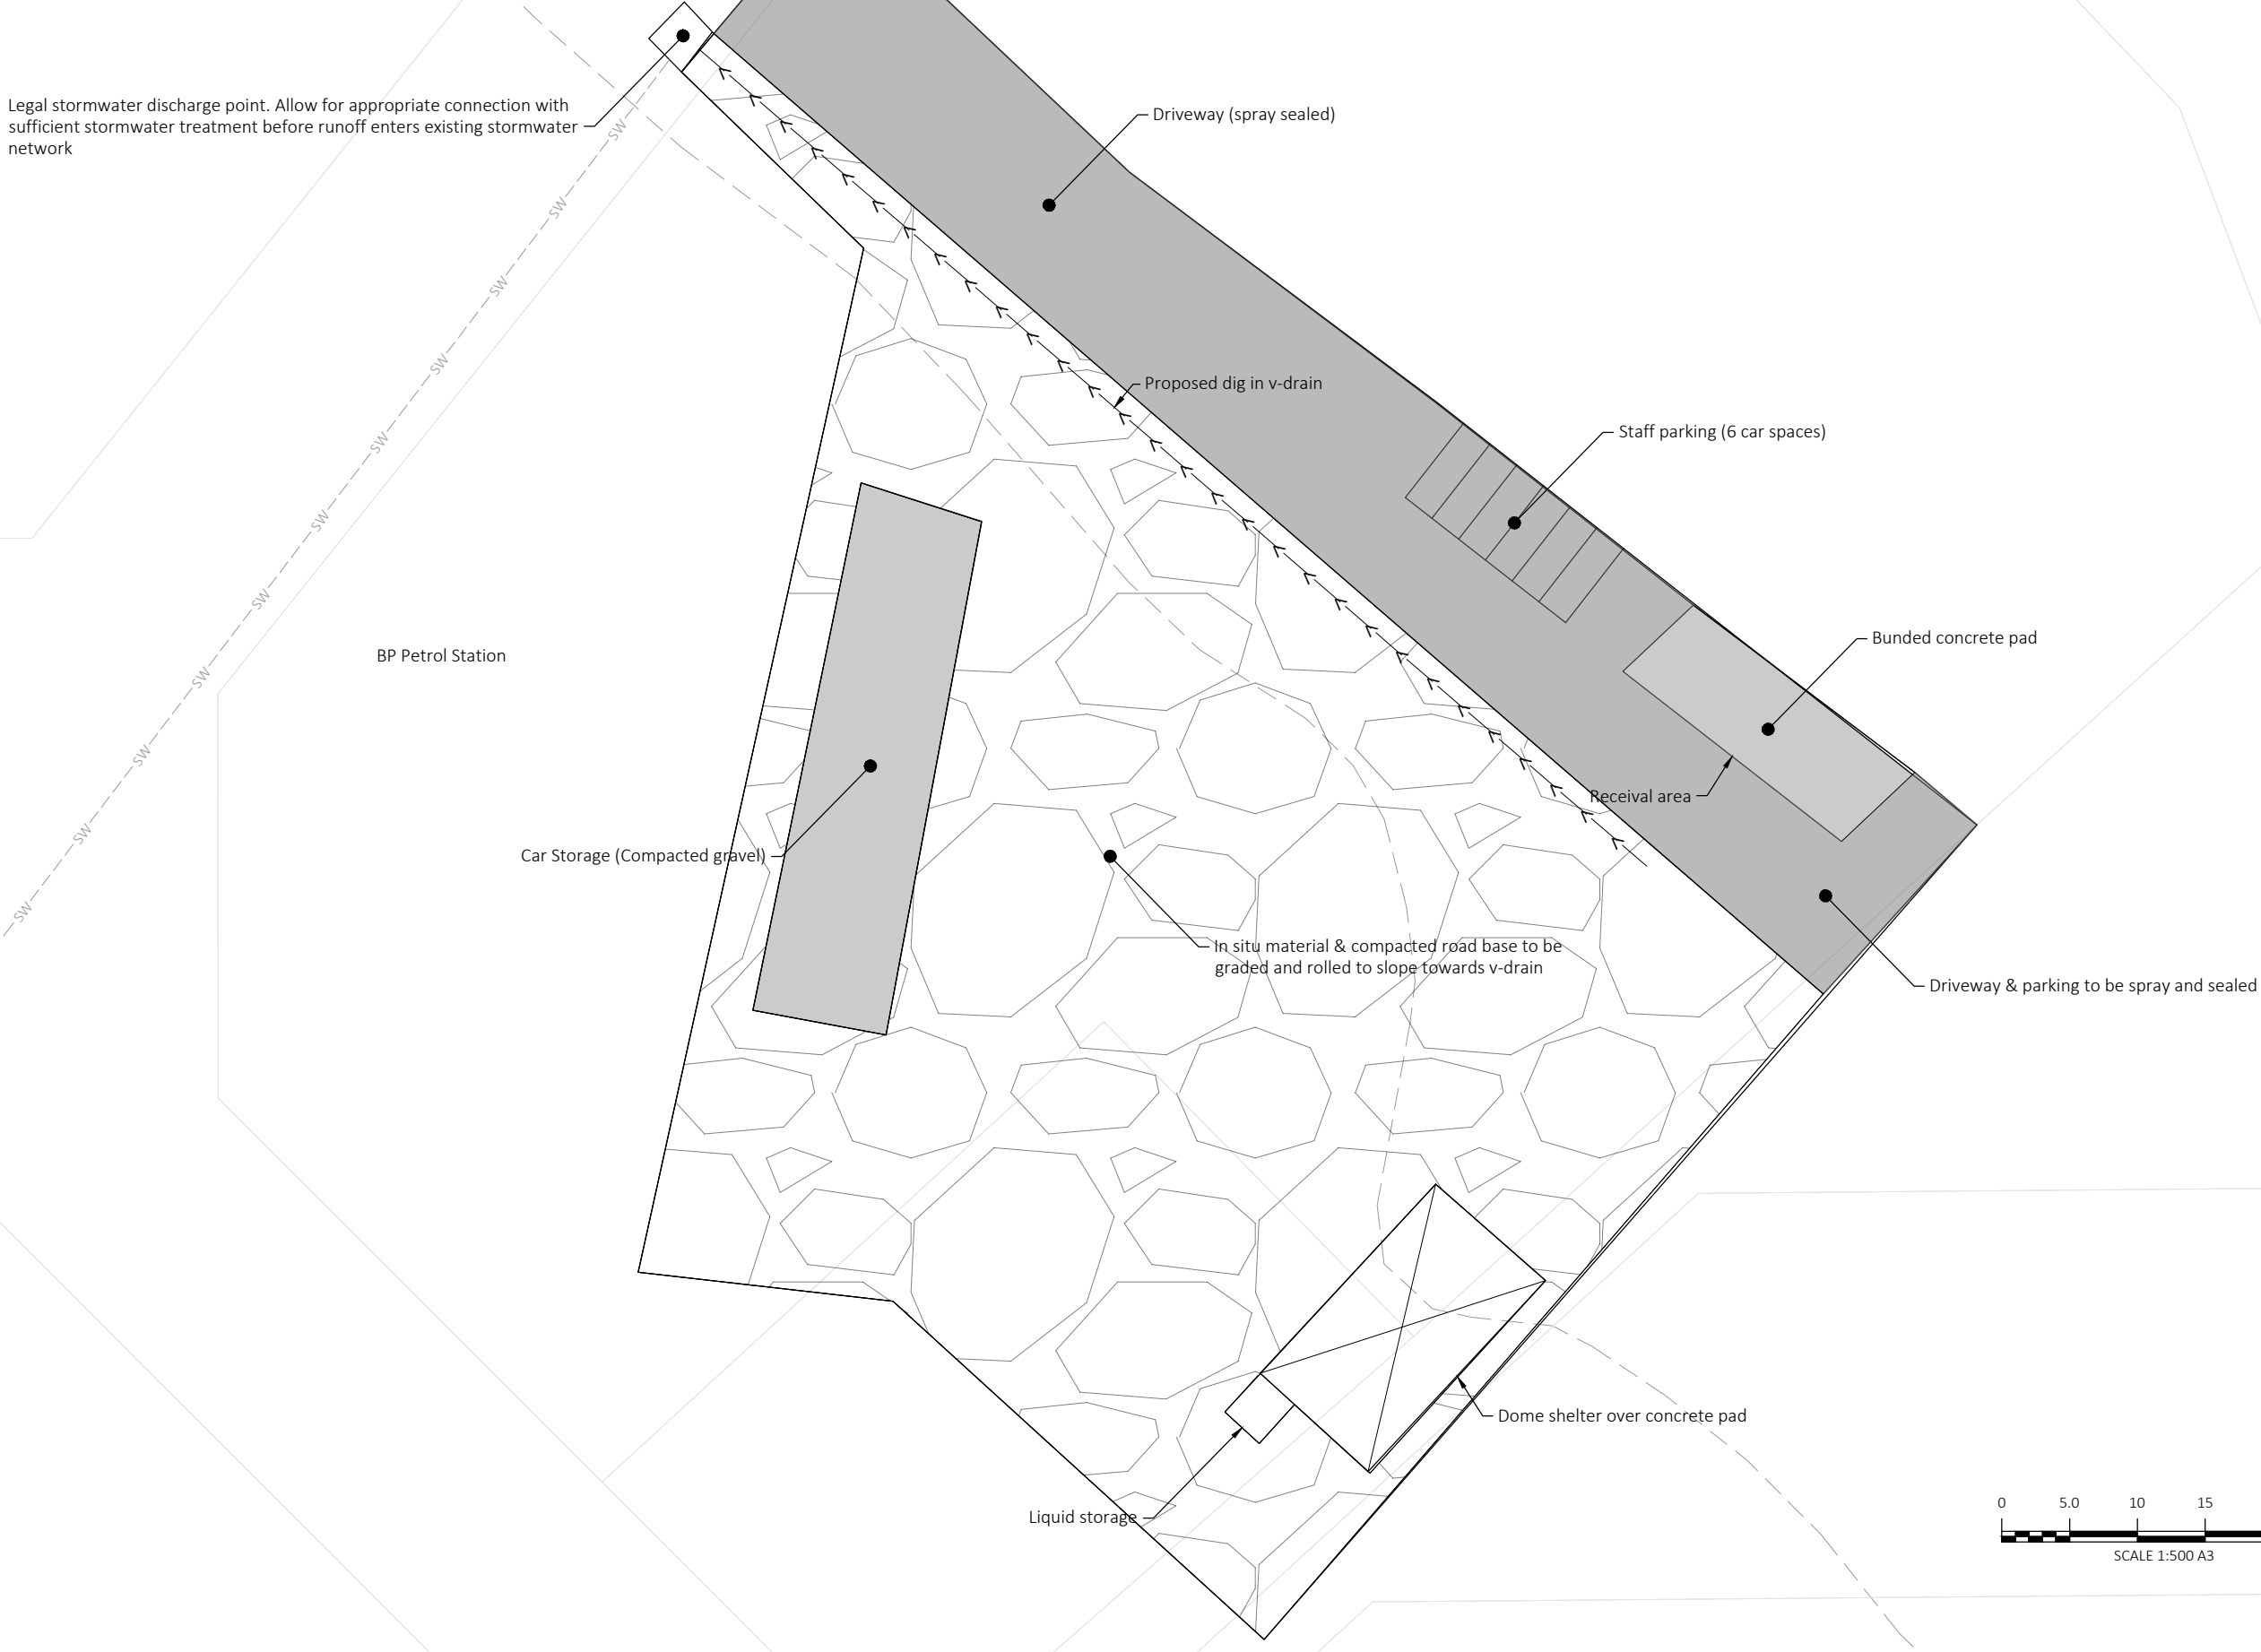 Legal stormwater discharge point. Allow for appropriate connection with
sufficient stormwater treatment before runoff enters existing stormwater
network
Driveway (spray sealed)
Proposed dig in v-drain
Staff parking (6 car spaces)
Bunded concrete pad
BP Petrol Station
Receival area
Car Storage (Compacted gravel)
In situ material & compacted road base to be
graded and rolled to slope towards v-drain
Driveway & parking to be spray and sealed
Dome shelter over concrete pad
Liquid storage
SW
SW
SW
SW
SW
SW
SW
SW
SW
SW
SW
0 5.0 10 15
SCALE 1:500 A3